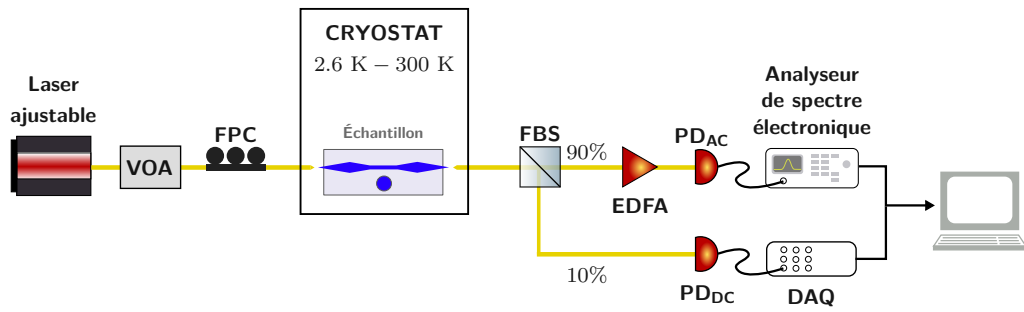 CRYOSTAT
2.6 K – 300 K
Laser
ajustable
VOA
FPC
Échantillon
FBS
90%
10%
EDFA
PD_AC
PD_DC
Analyseur
de spectre
électronique
DAQ